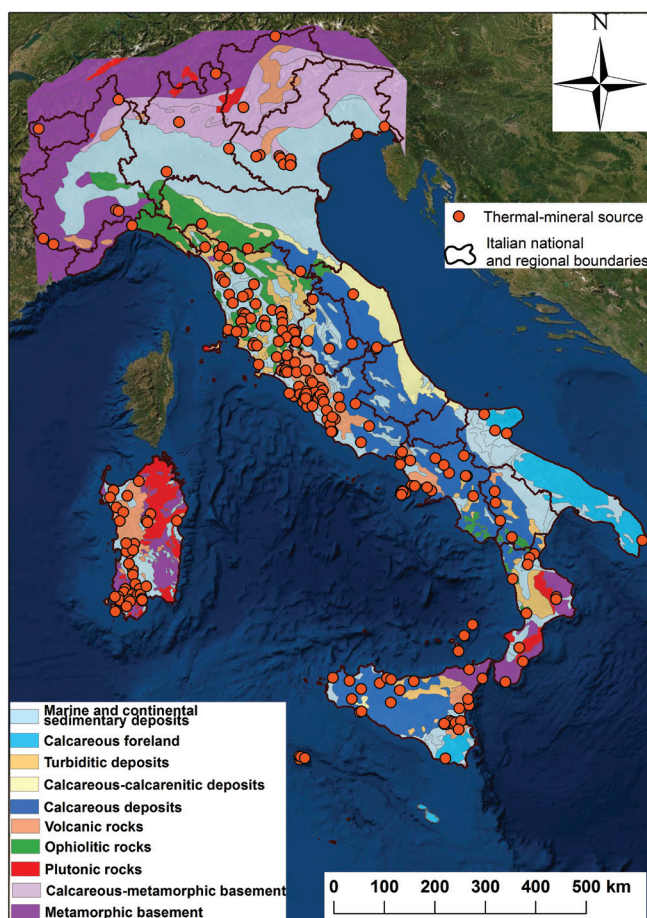 N
Thermal-mineral source
Italian national
and regional boundaries
Marine and continental
sedimentary deposits
Calcareous foreland
Turbiditic deposits
Calcareous-calcarenitic deposits
Calcareous deposits
Volcanic rocks
Ophiolitic rocks
Plutonic rocks
Calcareous-metamorphic basement
Metamorphic basement
0 100 200 300 400 500 km